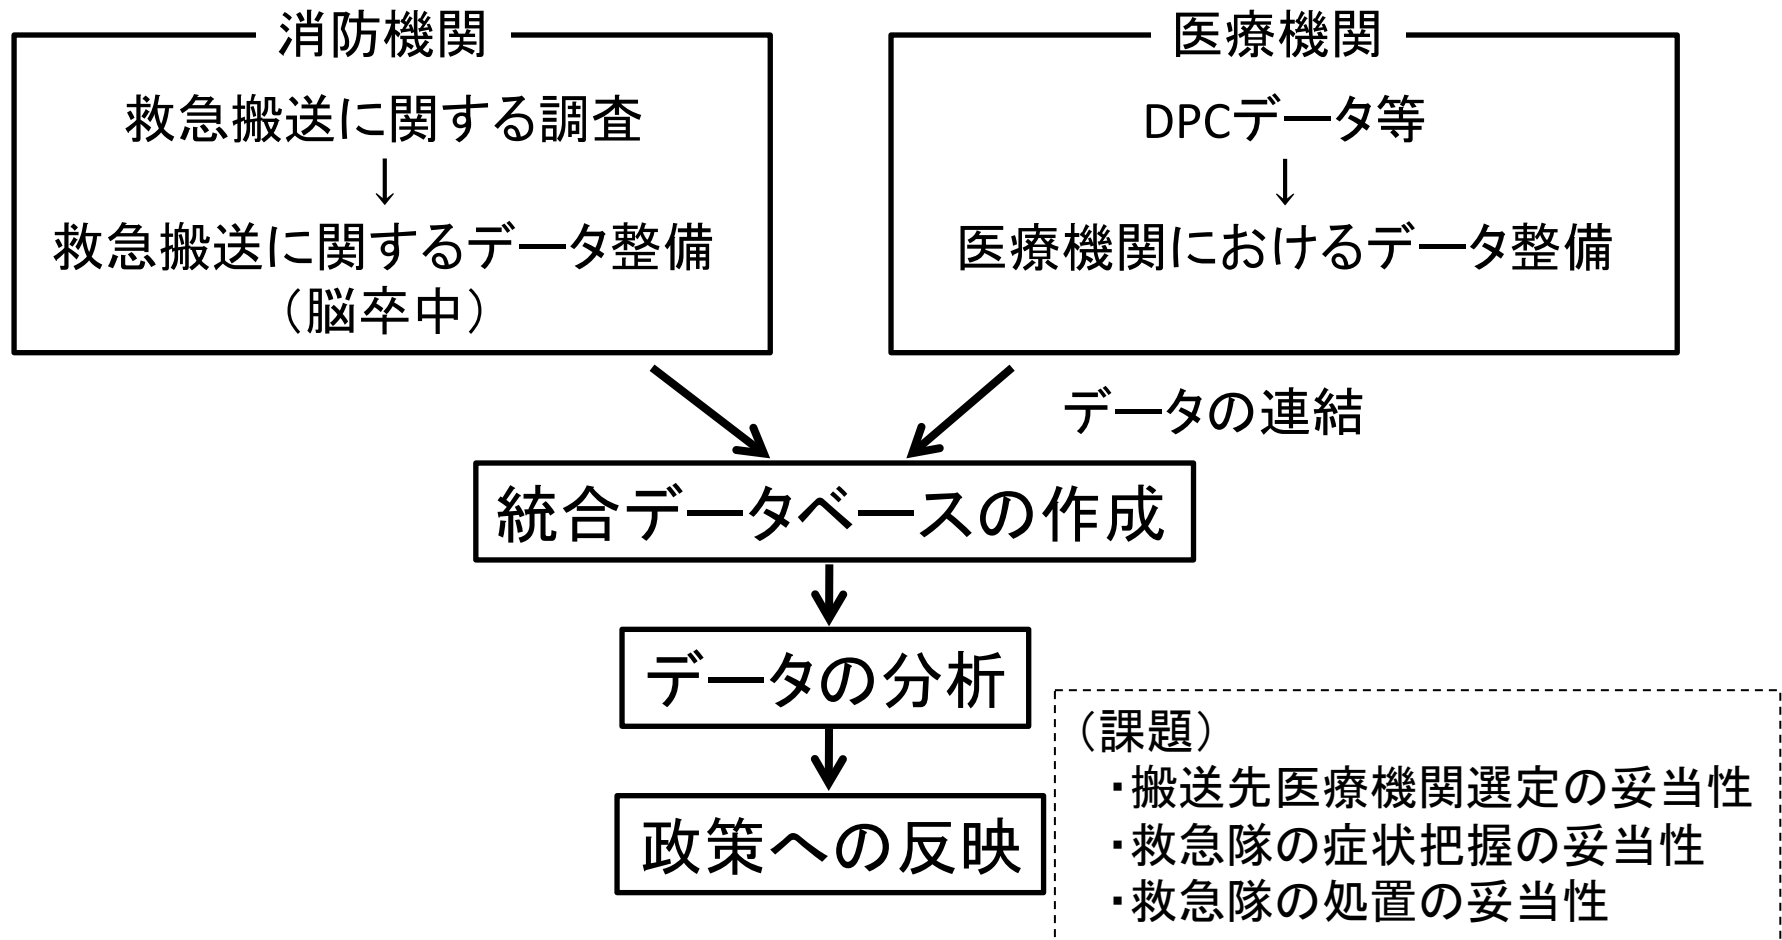 消防機関
救急搬送に関する調査
↓
救急搬送に関するデータ整備
（脳卒中）
医療機関
DPCデータ等
↓
医療機関におけるデータ整備
データの連結
統合データベースの作成
データの分析
政策への反映
（課題）
・搬送先医療機関選定の妥当性
・救急隊の症状把握の妥当性
・救急隊の処置の妥当性